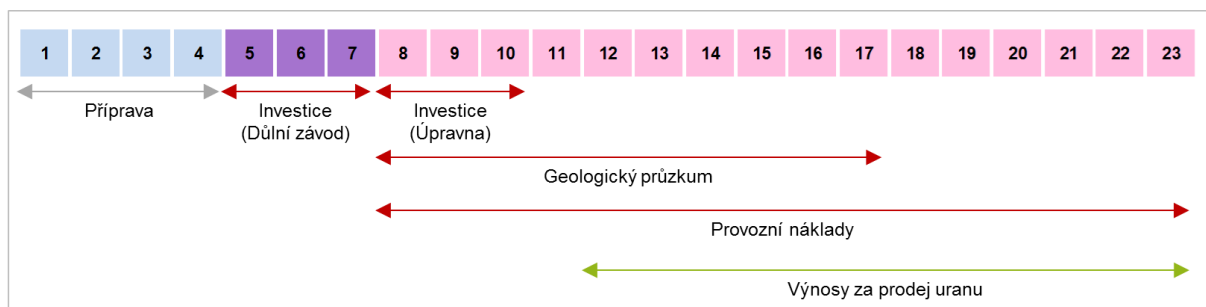 1 2 3 4 5 6 7 8 9 10 11 12 13 14 15 16 17 18 19 20 21 22 23
Příprava
Investice
(Důlní závod)
Investice
(Úpravna)
Geologický průzkum
Provozní náklady
Výnosy za prodej uranu